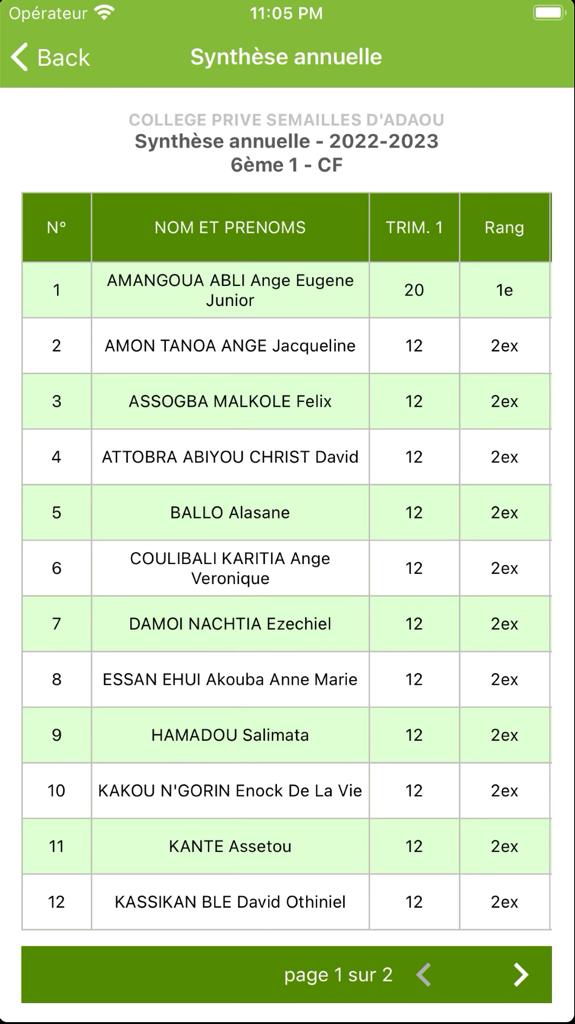 Opérateur 11:05 PM
Back Synthèse annuelle
COLLEGE PRIVE SEMAILLES D'ADAOU
Synthèse annuelle - 2022-2023
6ème 1 - CF
N° NOM ET PRENOMS TRIM. 1 Rang
1 AMANGOUA ABLI Ange Eugene 20 1e
Junior
2 AMON TANOA ANGE Jacqueline 12 2ex
3 ASSOGBA MALKOLE Felix 12 2ex
4 ATTOBRA ABIYOU CHRIST David 12 2ex
5 BALLO Alasane 12 2ex
6 COULIBALI KARITIA Ange 12 2ex
Veronique
7 DAMOI NACHTIA Ezechiel 12 2ex
8 ESSAN EHUI Akouba Anne Marie 12 2ex
9 HAMADOU Salimata 12 2ex
10 KAKOU N'GORIN Enock De La Vie 12 2ex
11 KANTE Assetou 12 2ex
12 KASSIKAN BLE David Othiniel 12 2ex
page 1 sur 2